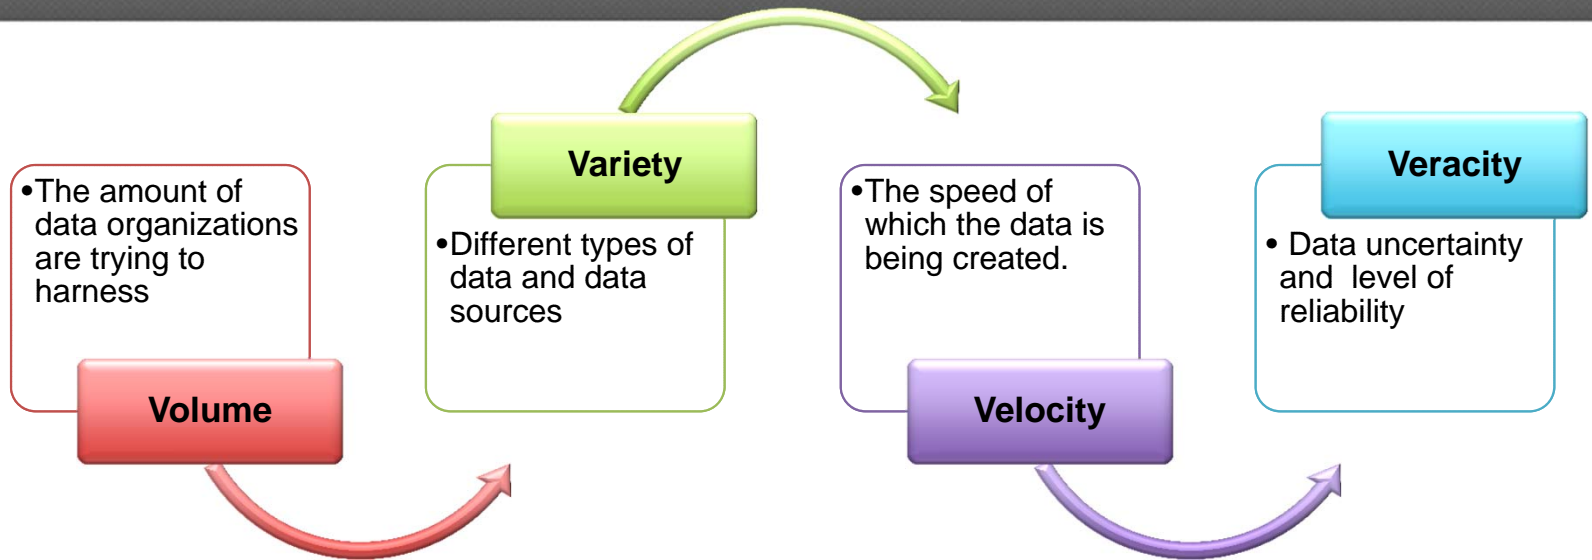 •The amount of
data organizations
are trying to
harness
Volume
Variety
•Different types of
data and data
sources
•The speed of
which the data is
being created.
Velocity
Veracity
• Data uncertainty
and  level of
reliability